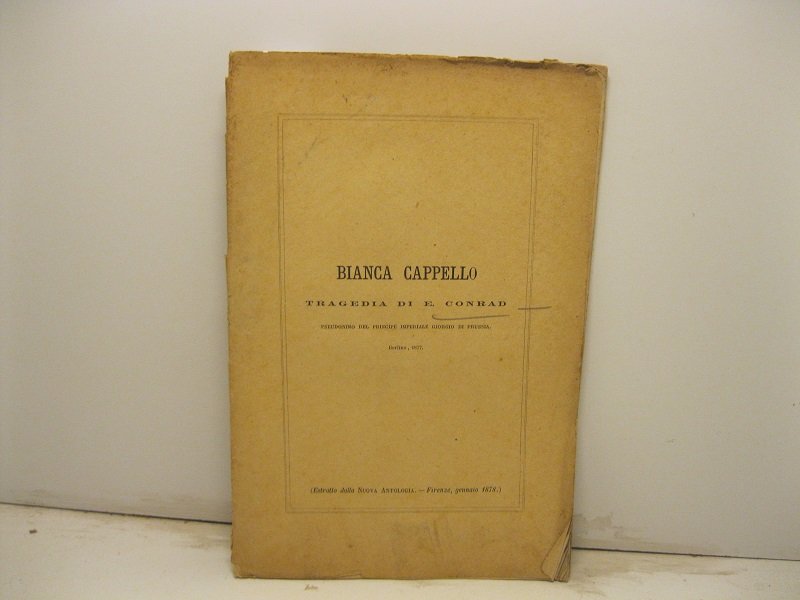 BIANCA CAPPELLO
TRAGEDIA DI E. CONRAD
PSEUDONIMO DEL PRINCIPE IMPERIALE GIORGIO DI PRUSSIA.
Berlino, 1877.
(Estratto dalla NUOVA ANTOLOGIA. — Firenze, gennaio 1878.)